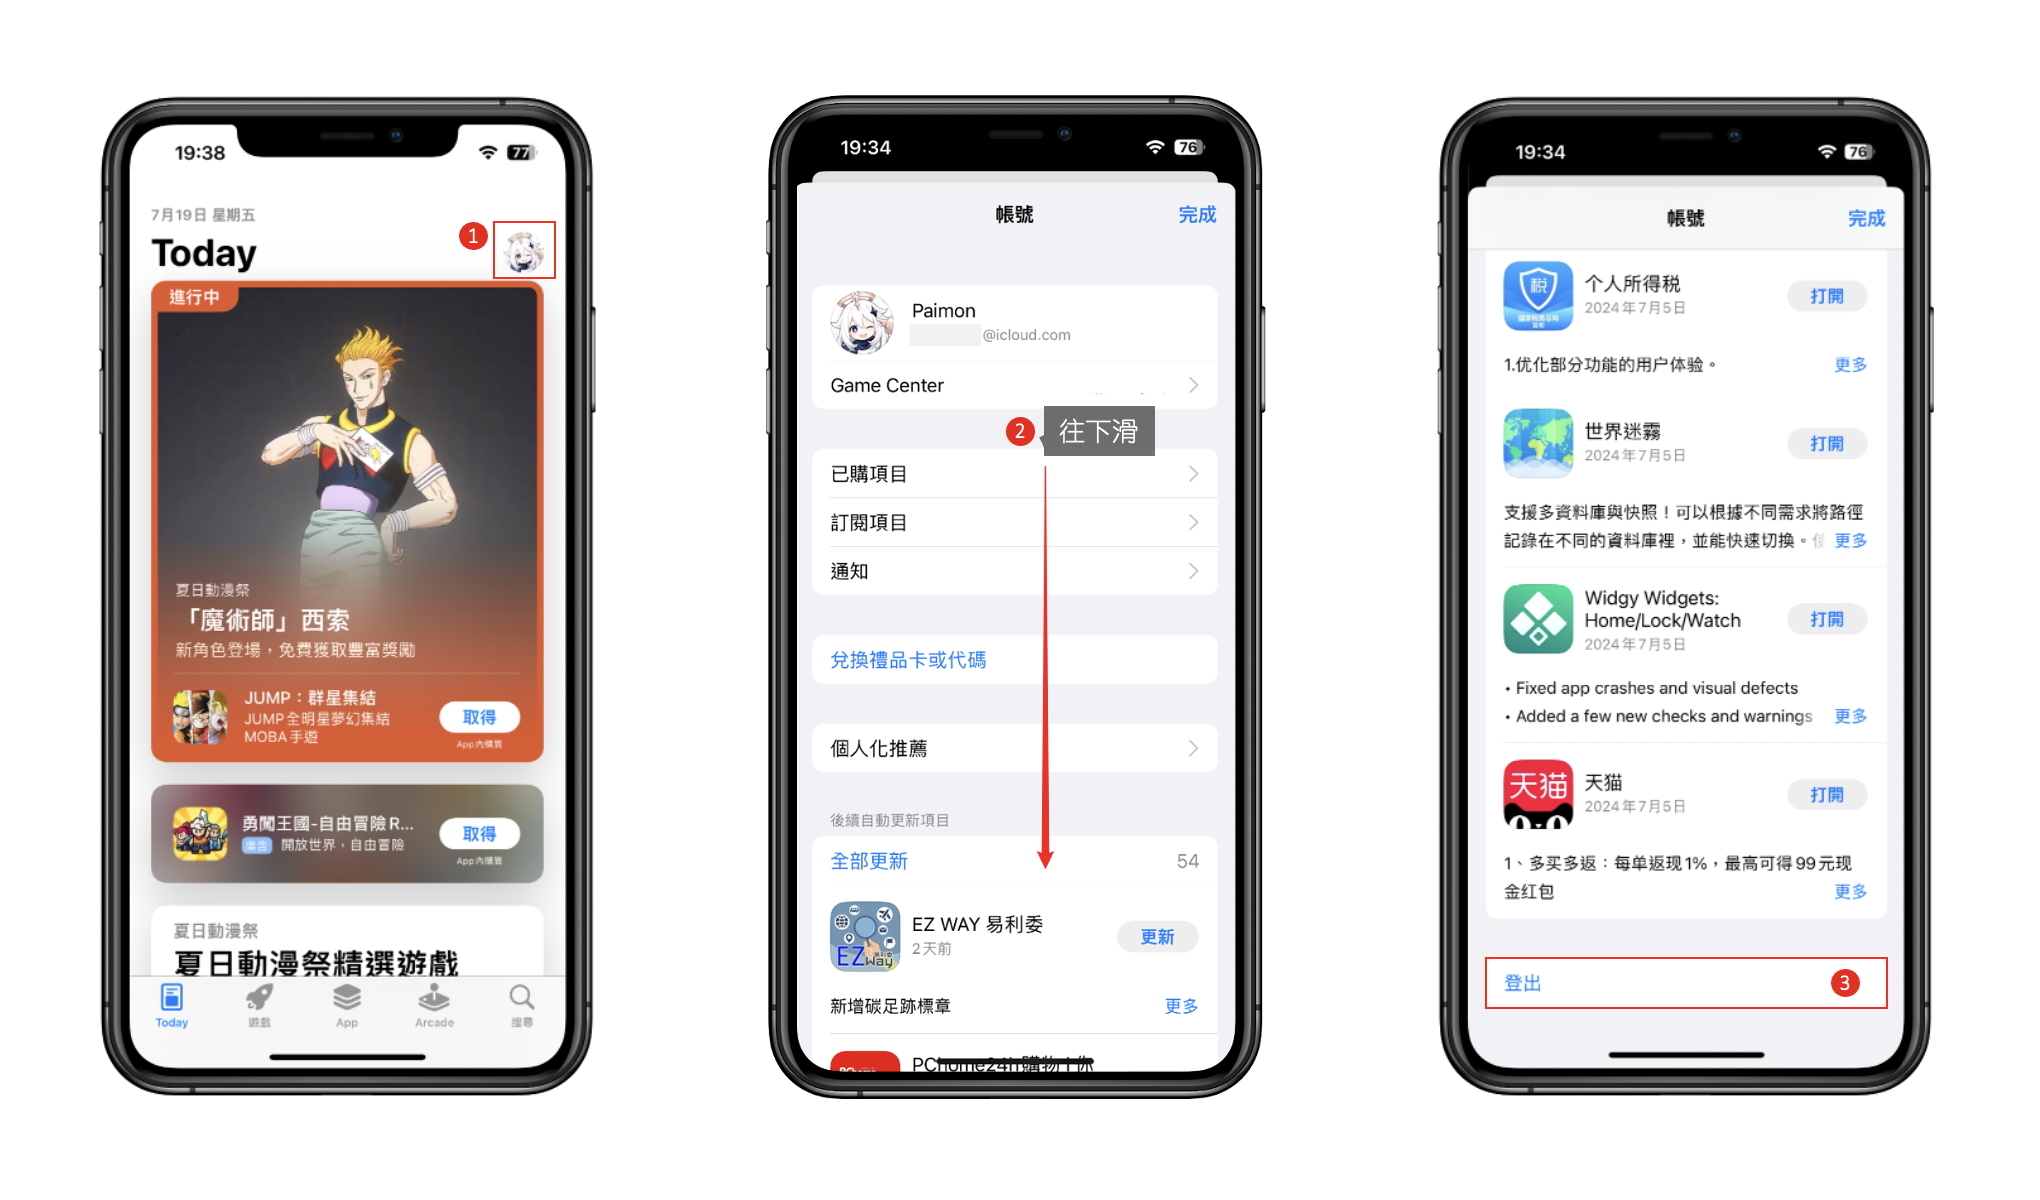 19:38
77
7月19日 星期五
Today
1
進行中
夏日動漫祭
「魔術師」西索
新角色登場，免費獲取豐富獎勵
JUMP：群星集結
JUMP全明星夢幻集結
MOBA手遊
取得
App內購買
勇闖王國-自由冒險R...
廣告 開放世界，自由冒險
取得
App內購買
夏日動漫祭
夏日動漫祭精選遊戲
Today
遊戲
App
Arcade
搜尋
19:34
76
帳號
完成
Paimon
@icloud.com
Game Center
2
往下滑
已購項目
訂閱項目
通知
兌換禮品卡或代碼
個人化推薦
後續自動更新項目
全部更新
54
EZ WAY 易利委
2天前
更新
EZ Way
新增碳足跡標章
更多
PChome24h購物
PChome
19:34
76
帳號
完成
税
个人所得税
2024年7月5日
打開
1.优化部分功能的用户体验。
更多
世界迷霧
2024年7月5日
打開
支援多資料庫與快照！可以根據不同需求將路徑
記錄在不同的資料庫裡，並能快速切換。
更多
Widgy Widgets:
Home/Lock/Watch
2024年7月5日
打開
• Fixed app crashes and visual defects
• Added a few new checks and warnings
更多
天猫
天猫
2024年7月5日
打開
1、多买多返：每单返现1%，最高可得99元现
金红包
更多
登出
3